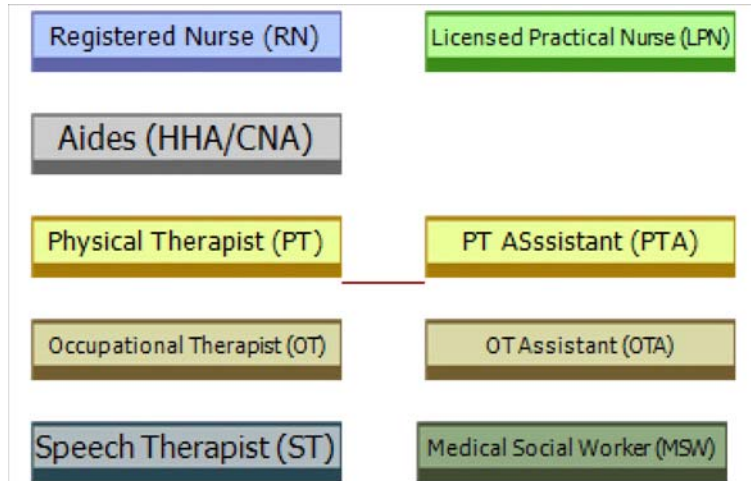 Registered Nurse (RN)
Licensed Practical Nurse (LPN)
Aides (HHA/CNA)
Physical Therapist (PT)
PT ASssistant (PTA)
Occupational Therapist (OT)
OT Assistant (OTA)
Speech Therapist (ST)
Medical Social Worker (MSW)